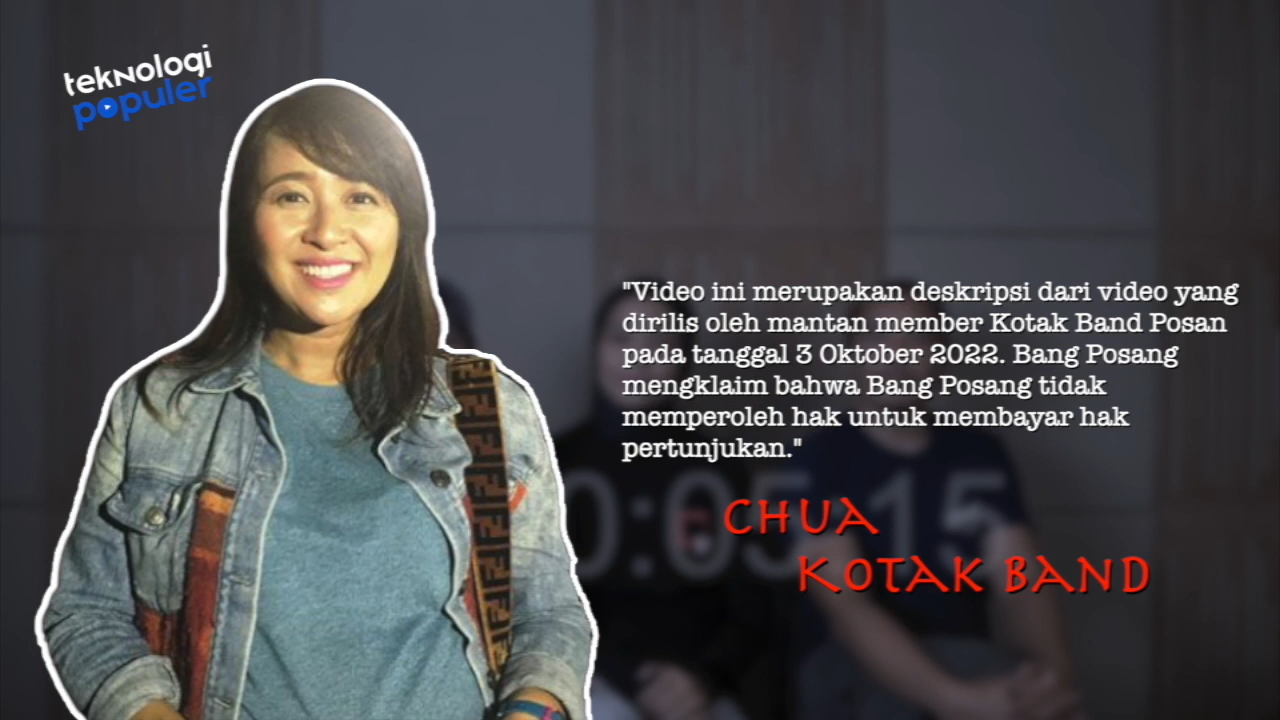 tekNologi
populer
"Video ini merupakan deskripsi dari video yang
dirilis oleh mantan member Kotak Band Posan
pada tanggal 3 Oktober 2022. Bang Posang
mengklaim bahwa Bang Posang tidak
memperoleh hak untuk membayar hak
pertunjukan."
CHUA
KOTAK BAND